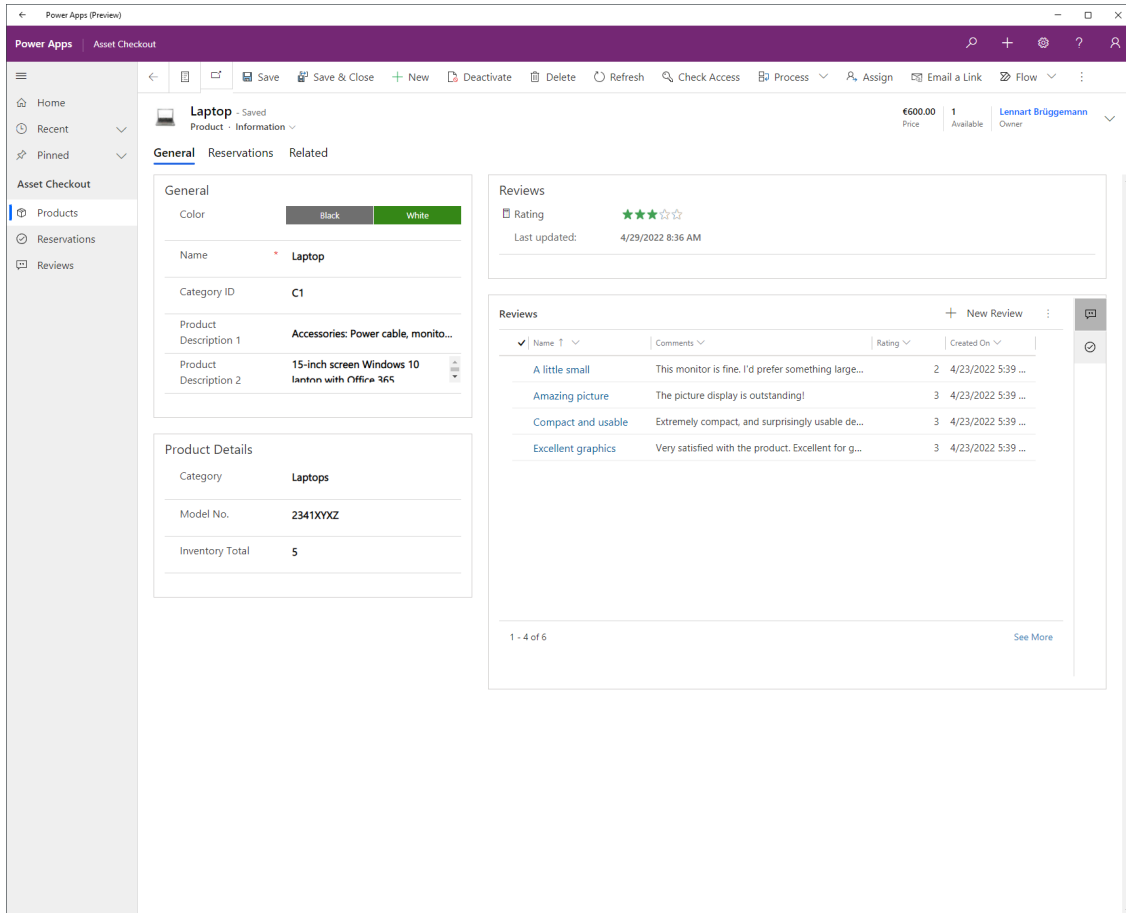 Power Apps (Preview)
Power Apps Asset Checkout
Save Save & Close New Deactivate Delete Refresh Check Access Process Assign Email a Link Flow
Home
Recent
Pinned
Asset Checkout
Products
Reservations
Reviews
Laptop - Saved
Product · Information
€600.00 1 Lennart Brüggemann
Price Available Owner
General Reservations Related
General
Color Black White
Name * Laptop
Category ID C1
Product
Description 1
Accessories: Power cable, monito...
Product
Description 2
15-inch screen Windows 10
laptop with Office 365
Product Details
Category Laptops
Model No. 2341XYXZ
Inventory Total 5
Reviews
Rating
Last updated: 4/29/2022 8:36 AM
Reviews New Review
Name Comments Rating Created On
A little small This monitor is fine. I'd prefer something large... 2 4/23/2022 5:39 ...
Amazing picture The picture display is outstanding! 3 4/23/2022 5:39 ...
Compact and usable Extremely compact, and surprisingly usable de... 3 4/23/2022 5:39 ...
Excellent graphics Very satisfied with the product. Excellent for g... 3 4/23/2022 5:39 ...
1 - 4 of 6 See More